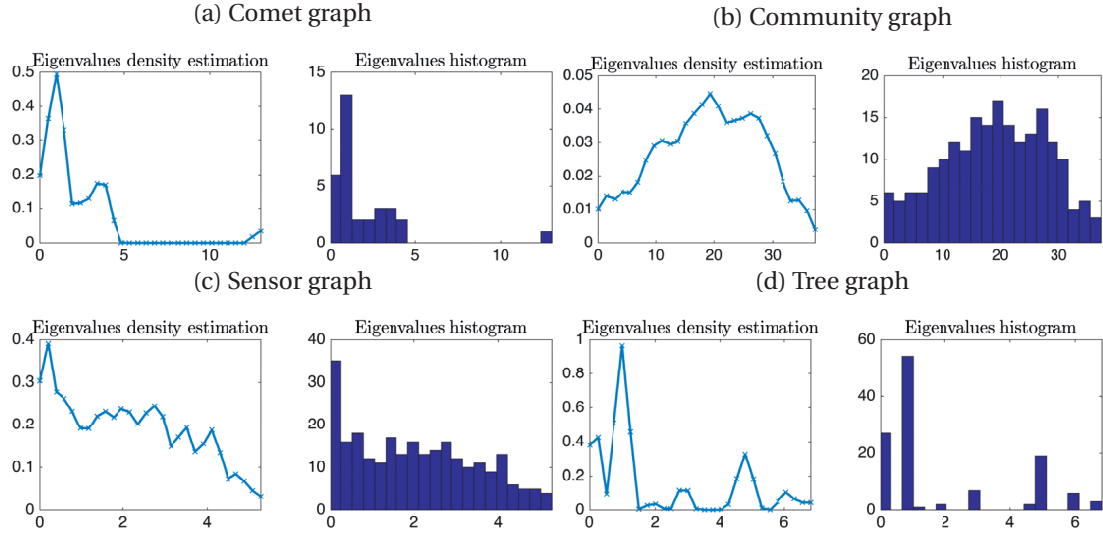 (a) Comet graph
(b) Community graph
Eigenvalues density estimation
Eigenvalues histogram
Eigenvalues density estimation
Eigenvalues histogram
0.5
0.4
0.3
0.2
0.1
0
0 5 10
15
10
5
0
0 5 10
0.05
0.04
0.03
0.02
0.01
0
0 10 20 30
20
15
10
5
0
10 20 30
(c) Sensor graph
(d) Tree graph
Eigenvalues density estimation
Eigenvalues histogram
Eigenvalues density estimation
Eigenvalues histogram
0.4
0.3
0.2
0.1
0
0 2 4
40
30
20
10
0
0 2 4
1
0.8
0.6
0.4
0.2
0
0 2 4 6
60
40
20
0
0 2 4 6